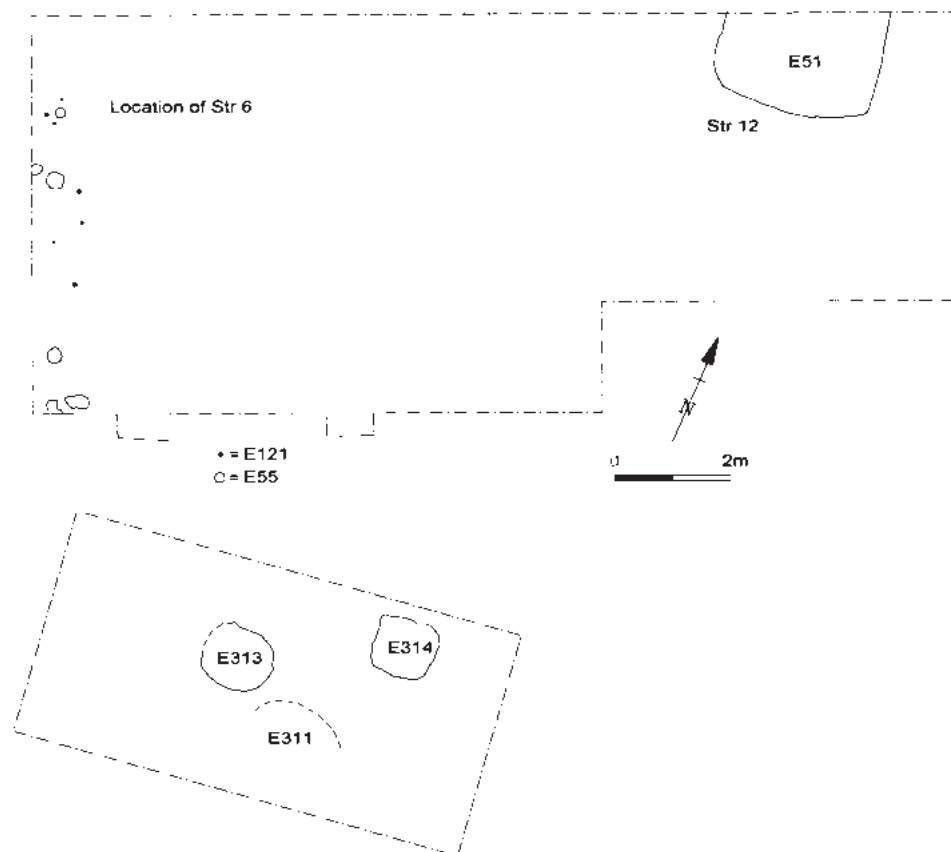 E51
Location of Str 6
Str 12
N
• = E121
○ = E55
0 2m
E313
E314
E311